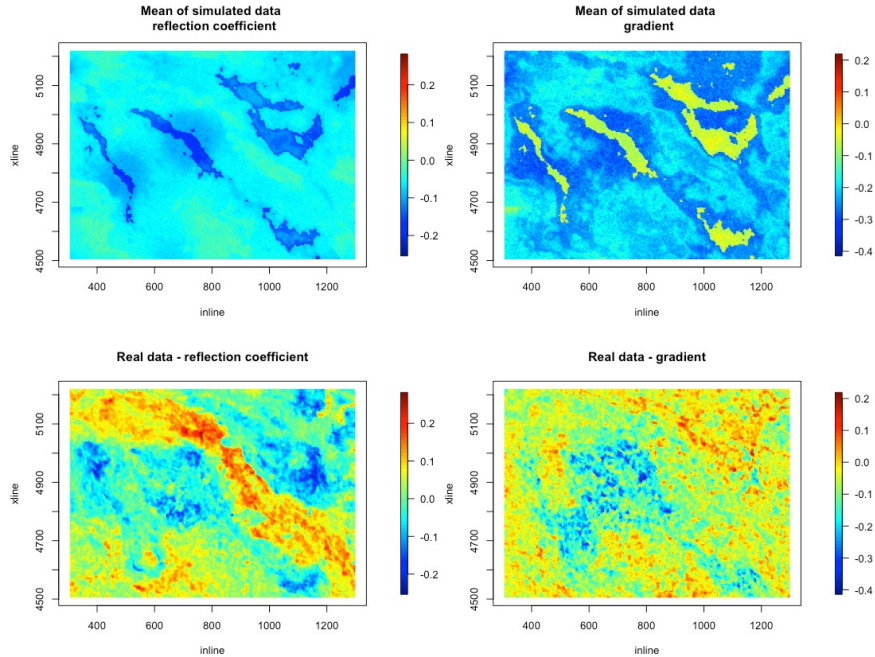 Mean of simulated data
reflection coefficient
5100
4900
4700
4500
xline
400 600 800 1000 1200
inline
0.2
0.1
0.0
-0.1
-0.2
Mean of simulated data
gradient
5100
4900
4700
4500
xline
400 600 800 1000 1200
inline
0.2
0.1
0.0
-0.1
-0.2
-0.3
-0.4
Real data - reflection coefficient
5100
4900
4700
4500
xline
400 600 800 1000 1200
inline
0.2
0.1
0.0
-0.1
-0.2
Real data - gradient
5100
4900
4700
4500
xline
400 600 800 1000 1200
inline
0.2
0.1
0.0
-0.1
-0.2
-0.3
-0.4